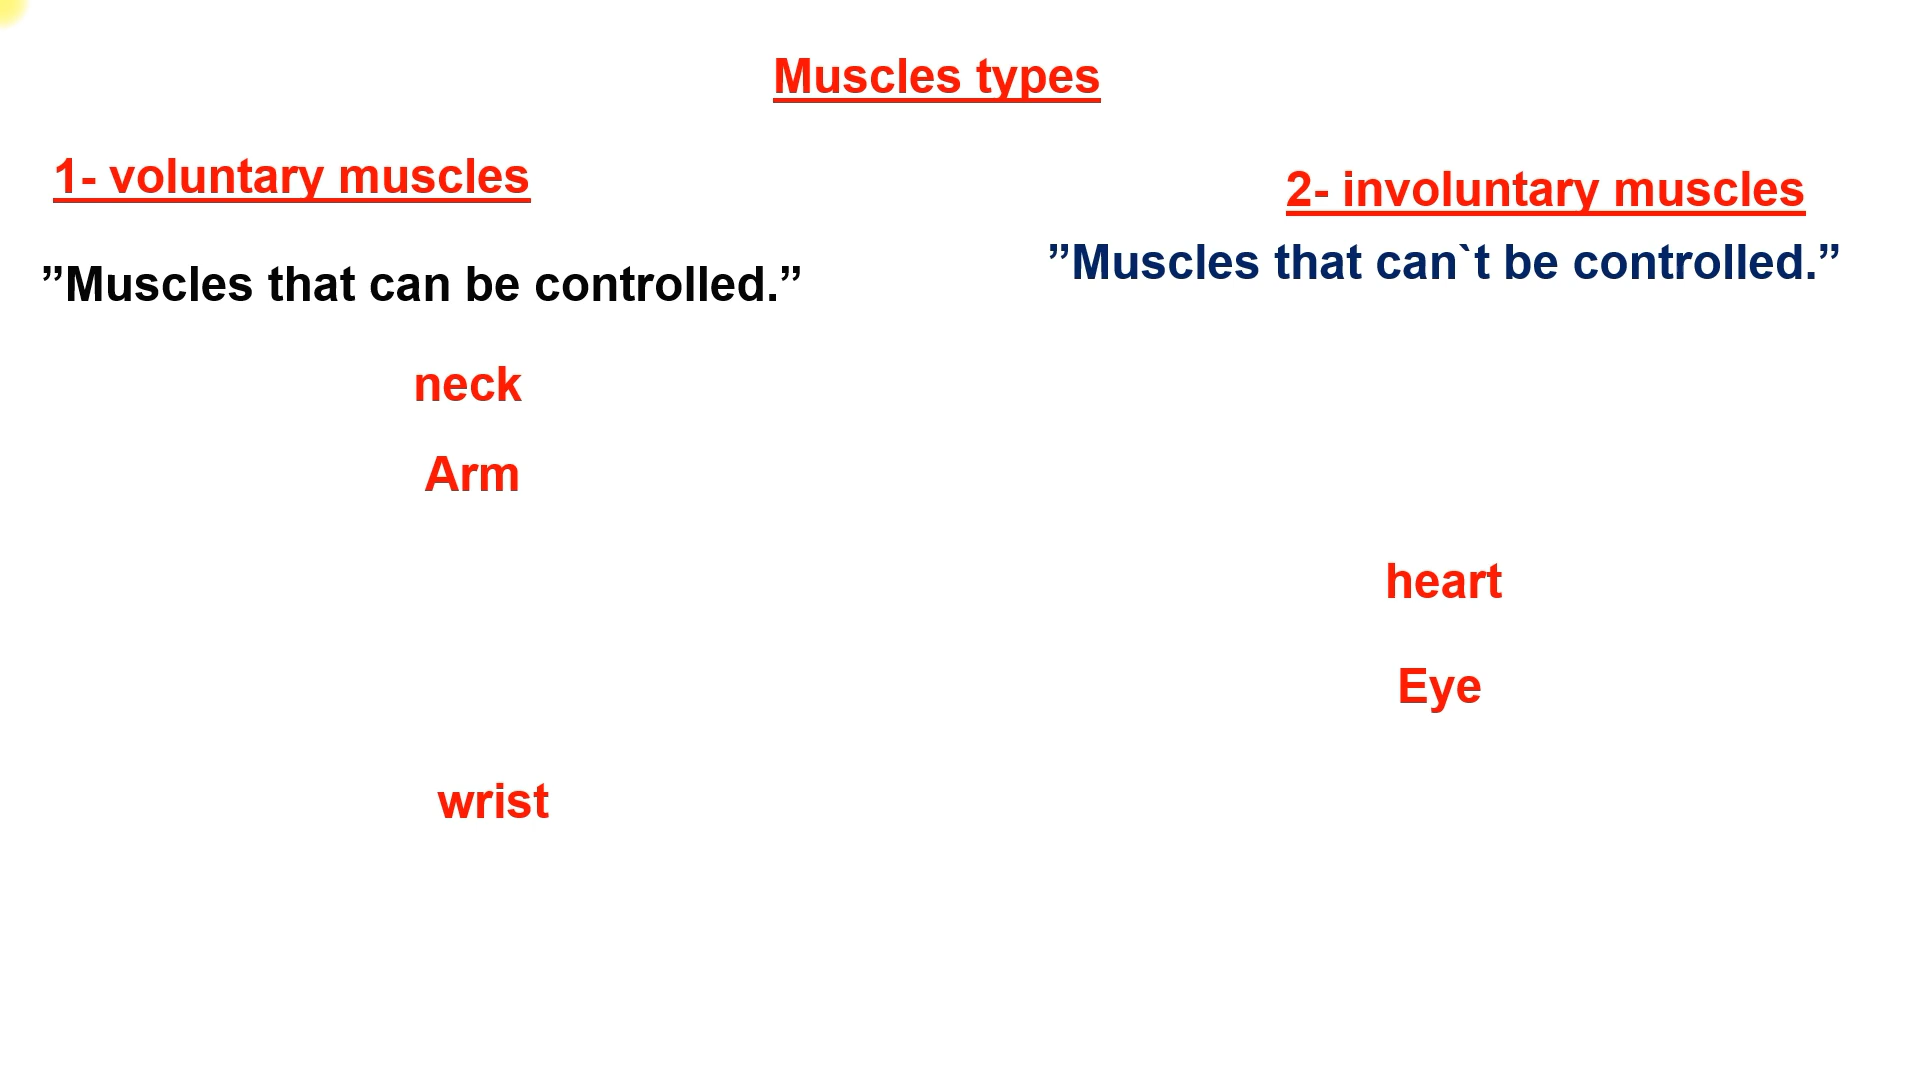 Muscles types
1- voluntary muscles
”Muscles that can be controlled.”
neck
Arm
wrist
2- involuntary muscles
”Muscles that can`t be controlled.”
heart
Eye